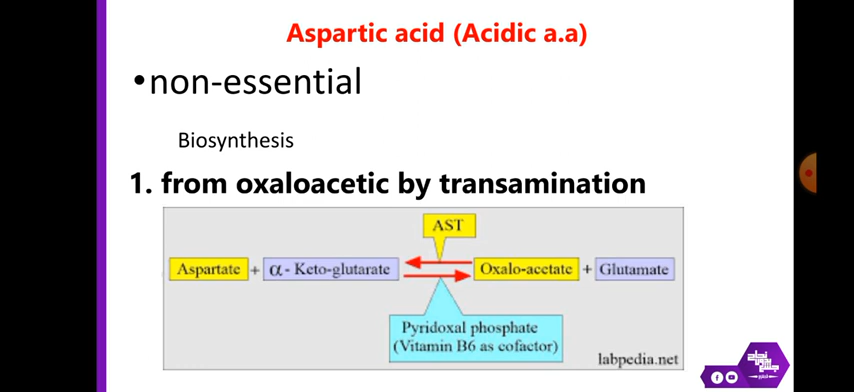 Aspartic acid (Acidic a.a)
•non-essential
Biosynthesis
1. from oxaloacetic by transamination
AST
Aspartate + α - Keto-glutarate Oxalo-acetate + Glutamate
Pyridoxal phosphate
(Vitamin B6 as cofactor)
labpedia.net